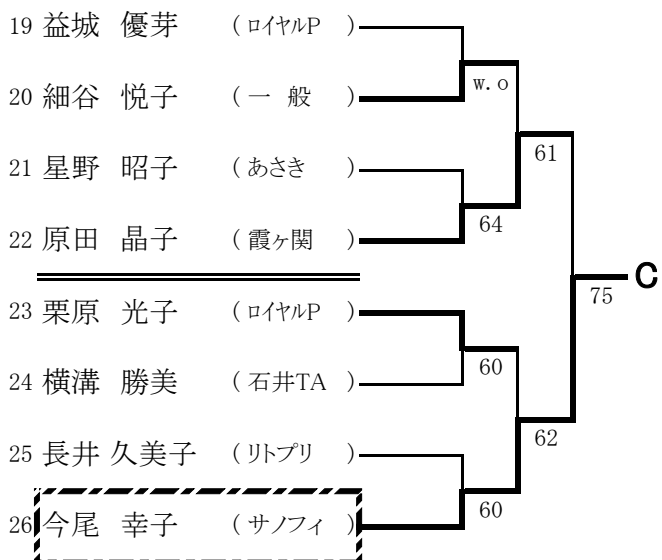 19 益城 優芽 ( ロイヤルP )
w.o
20 細谷 悦子 ( 一 般 )
61
21 星野 昭子 ( あさき )
64
22 原田 晶子 ( 霞ヶ関 )
C
75
23 栗原 光子 ( ロイヤルP )
60
24 横溝 勝美 ( 石井TA )
62
25 長井 久美子 ( リトプリ )
60
26 今尾 幸子 ( サノフィ )